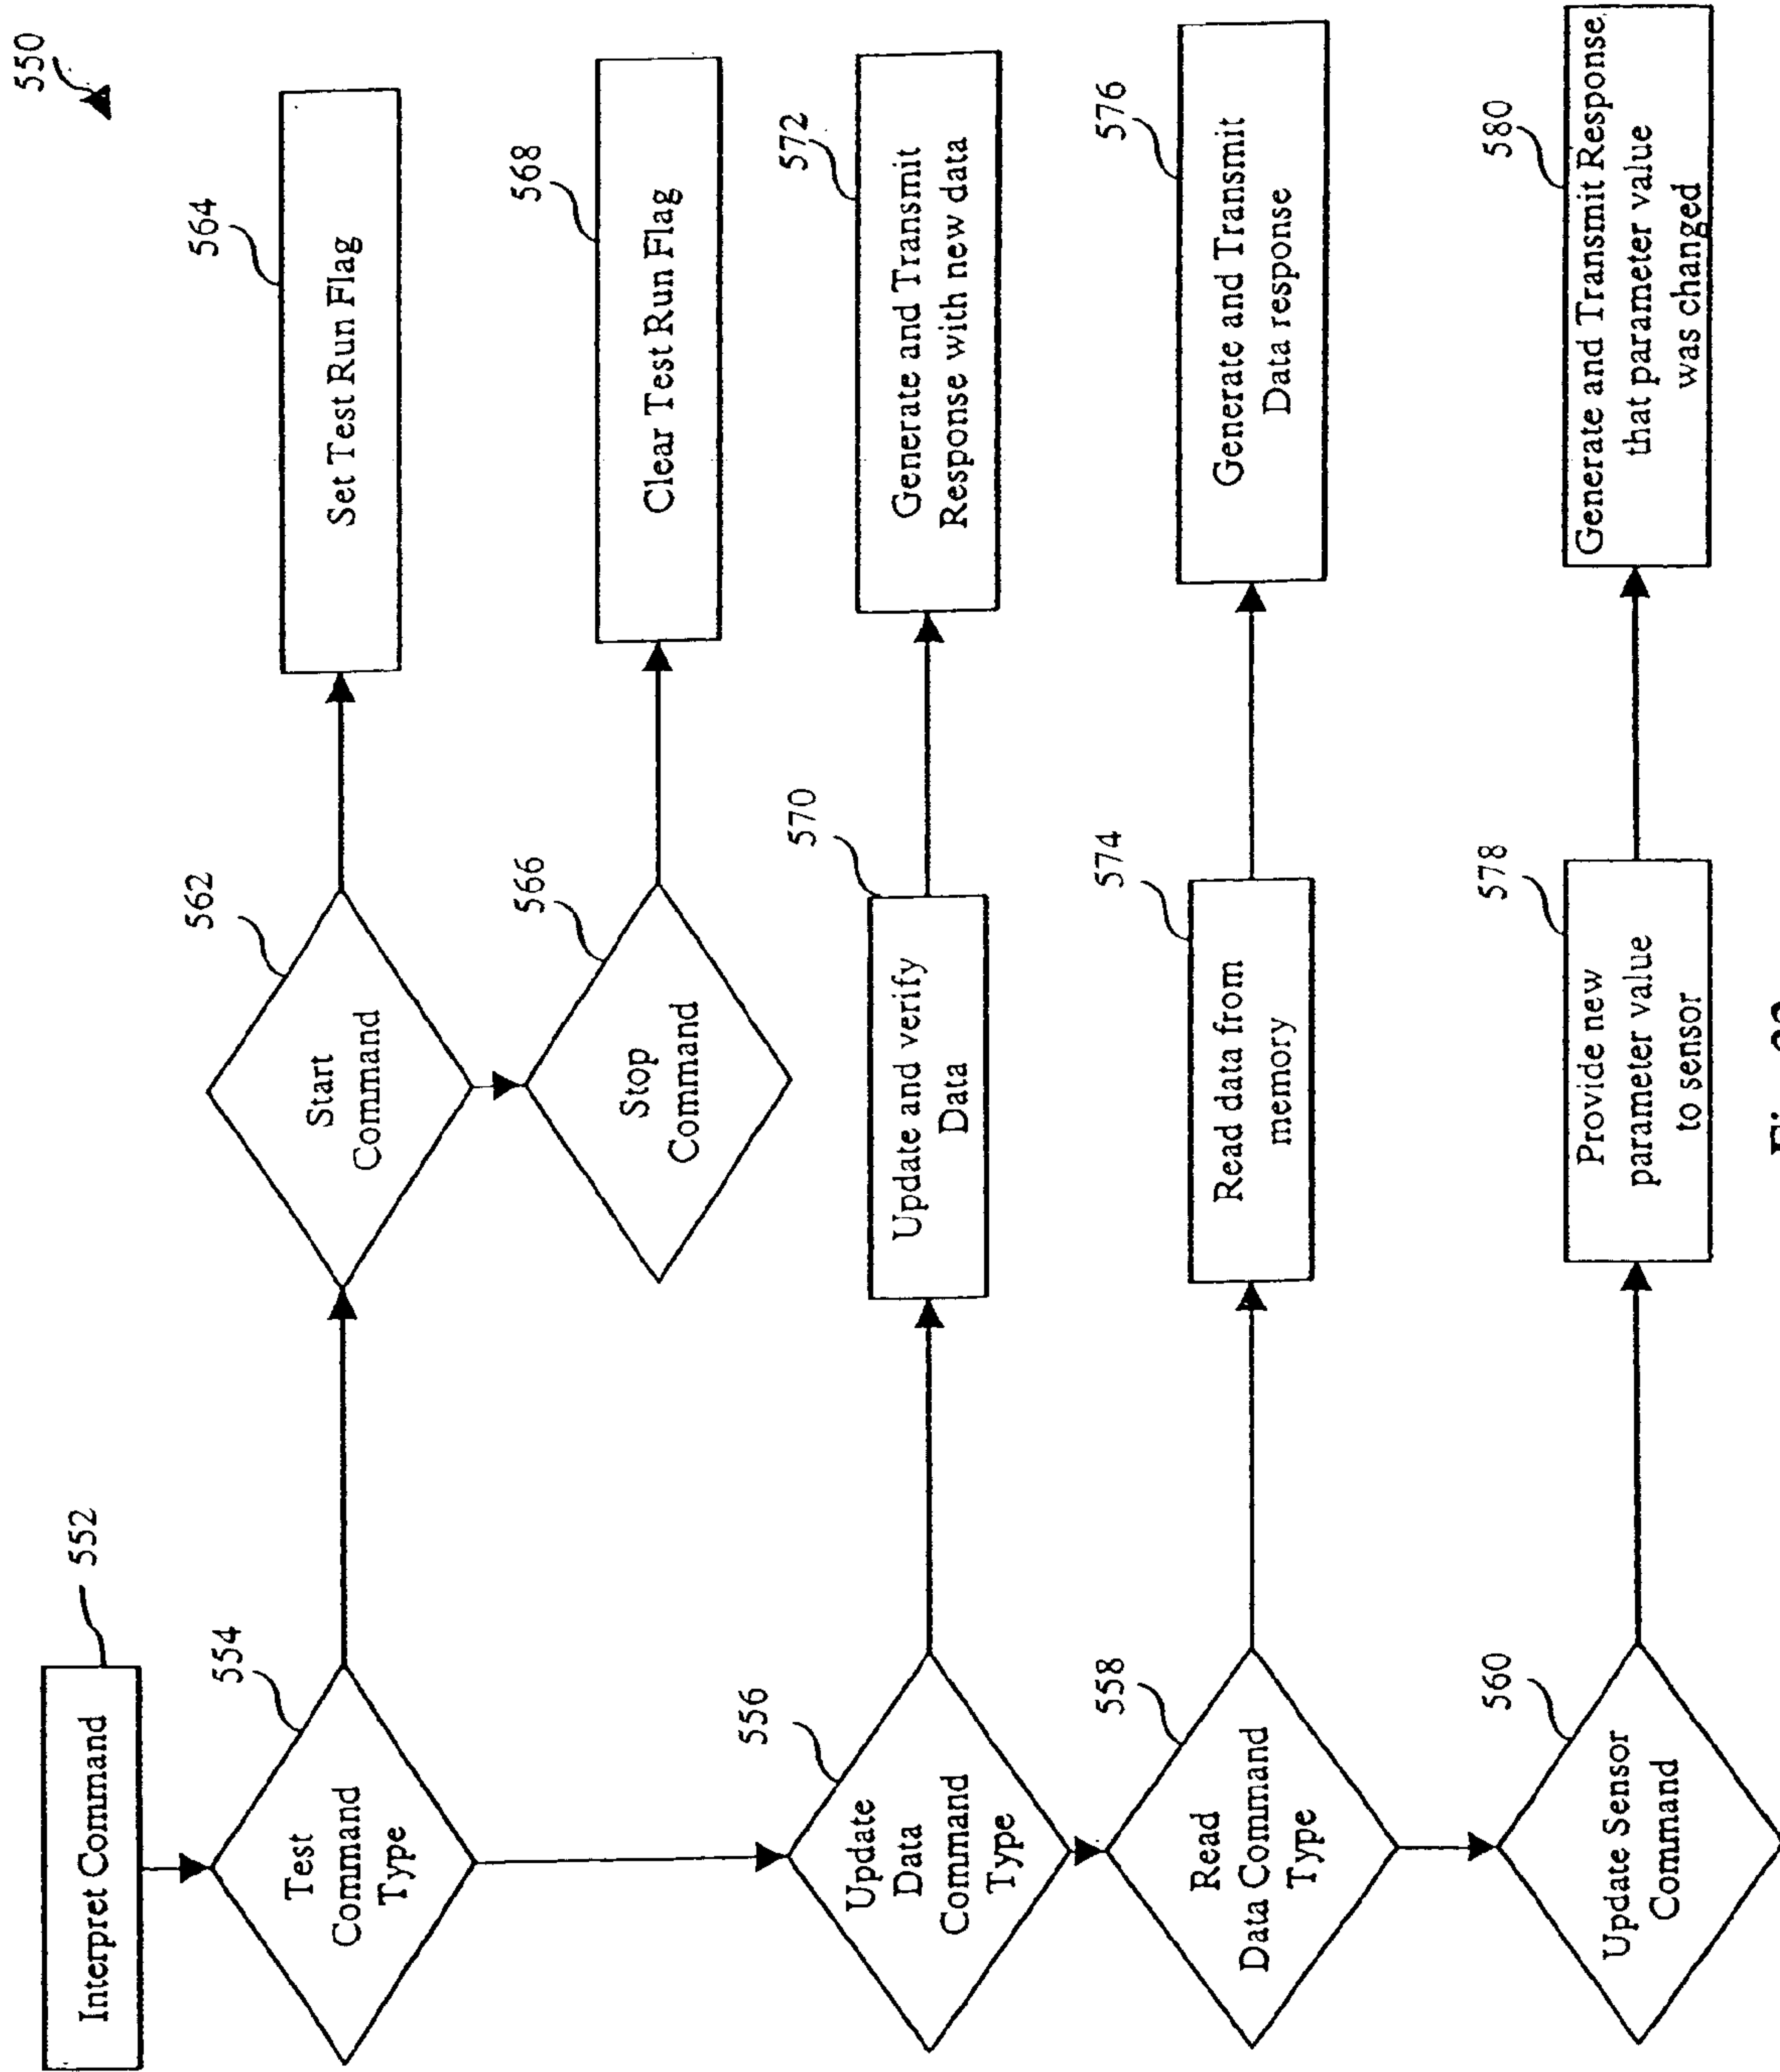 550
Interpret Command
552
Test
Command
Type
554
Start
Command
562
Set Test Run Flag
564
Stop
Command
566
Clear Test Run Flag
568
Update
Data
Command
Type
556
Update and verify
Data
570
Generate and Transmit
Response with new data
572
Read
Data Command
Type
558
Read data from
memory
574
Generate and Transmit
Data response
576
Update Sensor
Command
560
Provide new
parameter value
to sensor
578
Generate and Transmit Response
that parameter value
was changed
580